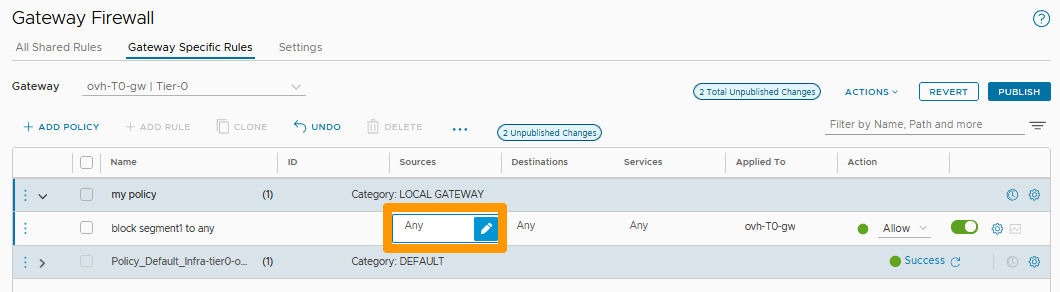 Gateway Firewall
All Shared Rules Gateway Specific Rules Settings
Gateway ovh-T0-gw | Tier-0 2 Total Unpublished Changes ACTIONS REVERT PUBLISH
+ ADD POLICY + ADD RULE CLONE UNDO DELETE ... 2 Unpublished Changes Filter by Name, Path and more
Name ID Sources Destinations Services Applied To Action
my policy (1) Category: LOCAL GATEWAY
block segment1 to any Any Any Any ovh-T0-gw Allow
Policy_Default_Infra-tier0-o... (1) Category: DEFAULT Success